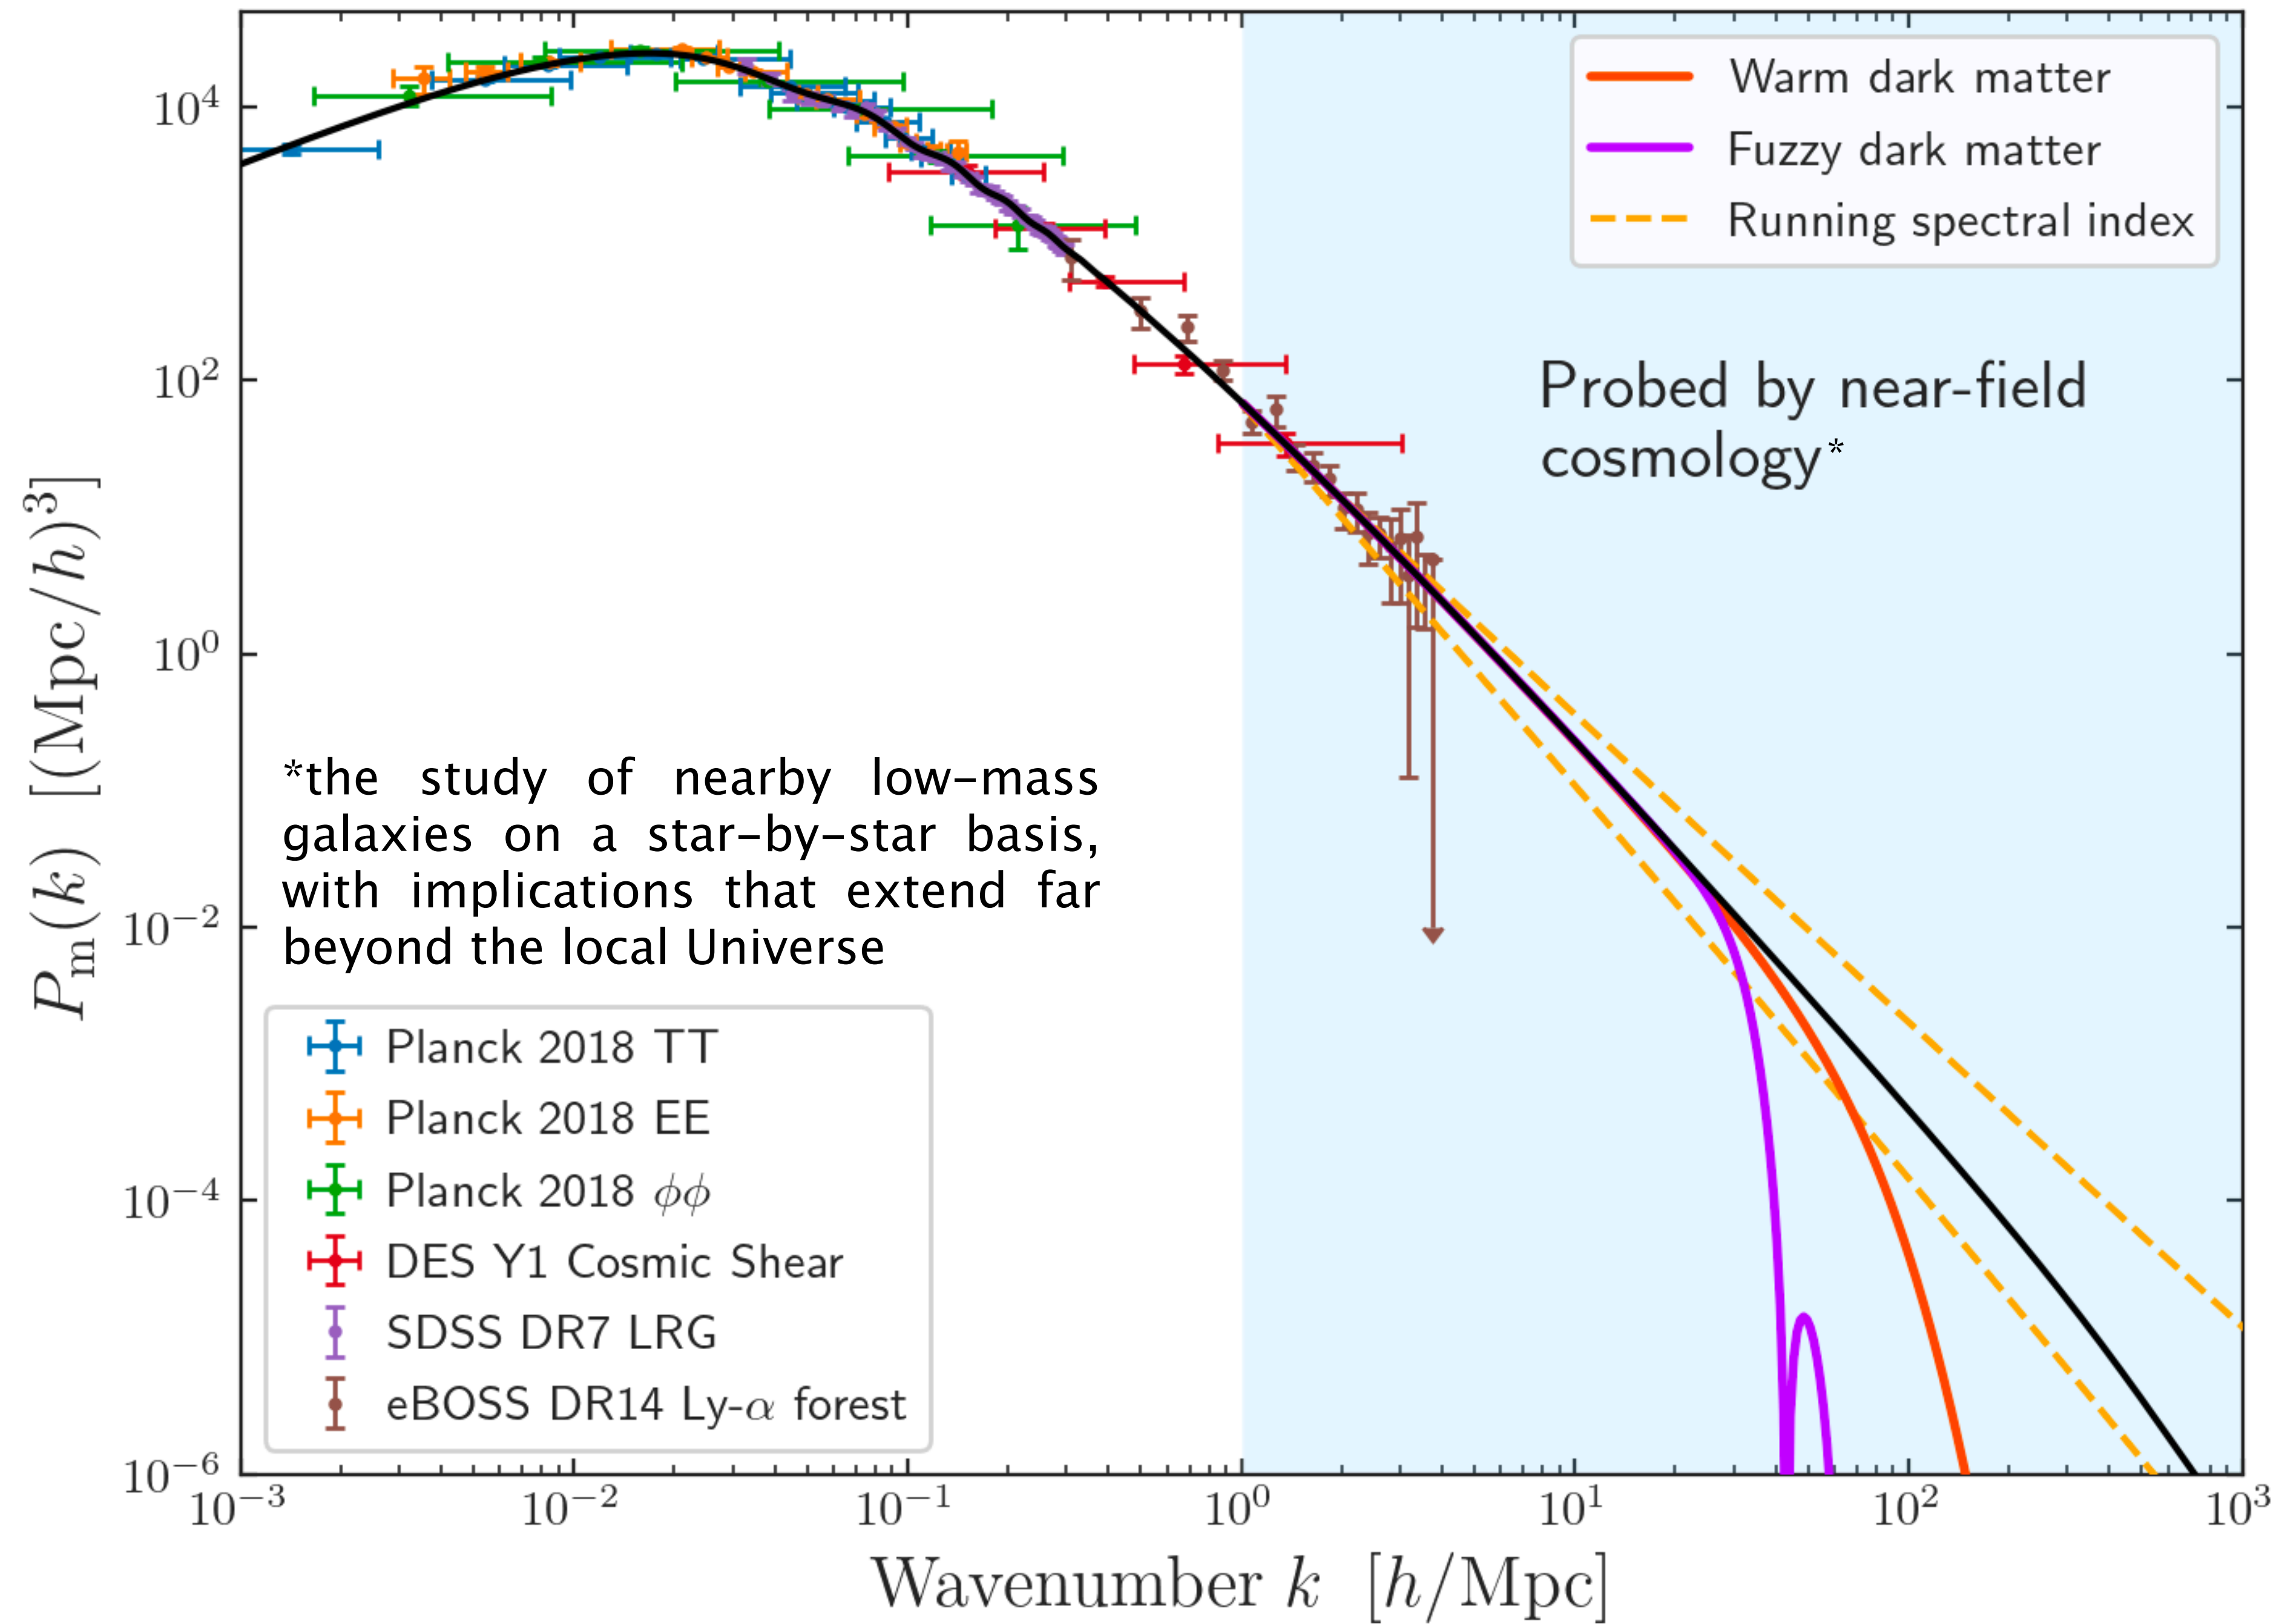 Warm dark matter
Fuzzy dark matter
Running spectral index
Probed by near-field
cosmology*
*the study of nearby low-mass
galaxies on a star-by-star basis,
with implications that extend far
beyond the local Universe
Planck 2018 TT
Planck 2018 EE
Planck 2018 ϕϕ
DES Y1 Cosmic Shear
SDSS DR7 LRG
eBOSS DR14 Ly-α forest
P_m(k) [(Mpc/h)³]
10⁴
10²
10⁰
10⁻²
10⁻⁴
10⁻⁶
10⁻³ 10⁻² 10⁻¹ 10⁰ 10¹ 10² 10³
Wavenumber k [h/Mpc]